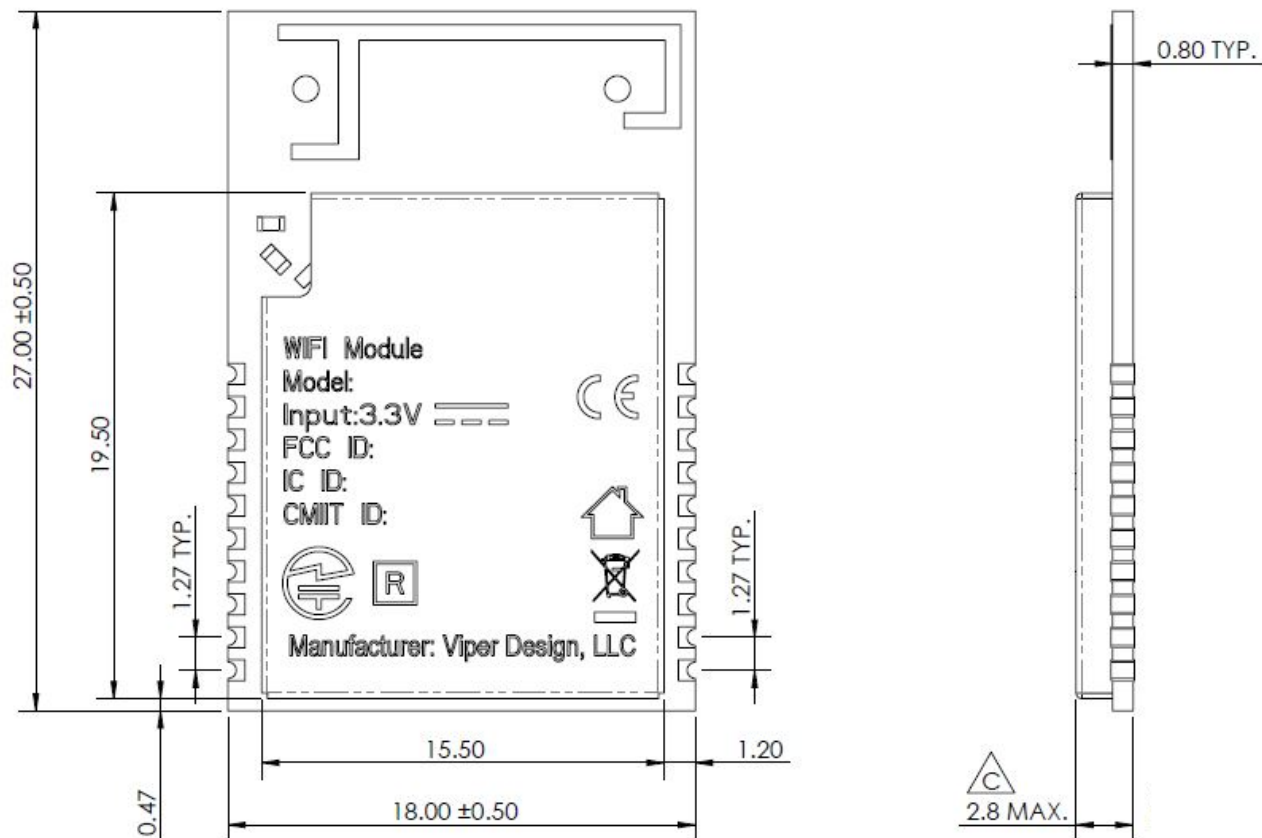 0.80 TYP.
27.00 ±0.50
19.50
WIFI Module
Model:
Input:3.3V
FCC ID:
IC ID:
CMIIT ID:
CE
R
Manufacturer: Viper Design, LLC
1.27 TYP.
1.27 TYP.
0.47
15.50
1.20
18.00 ±0.50
C
2.8 MAX.